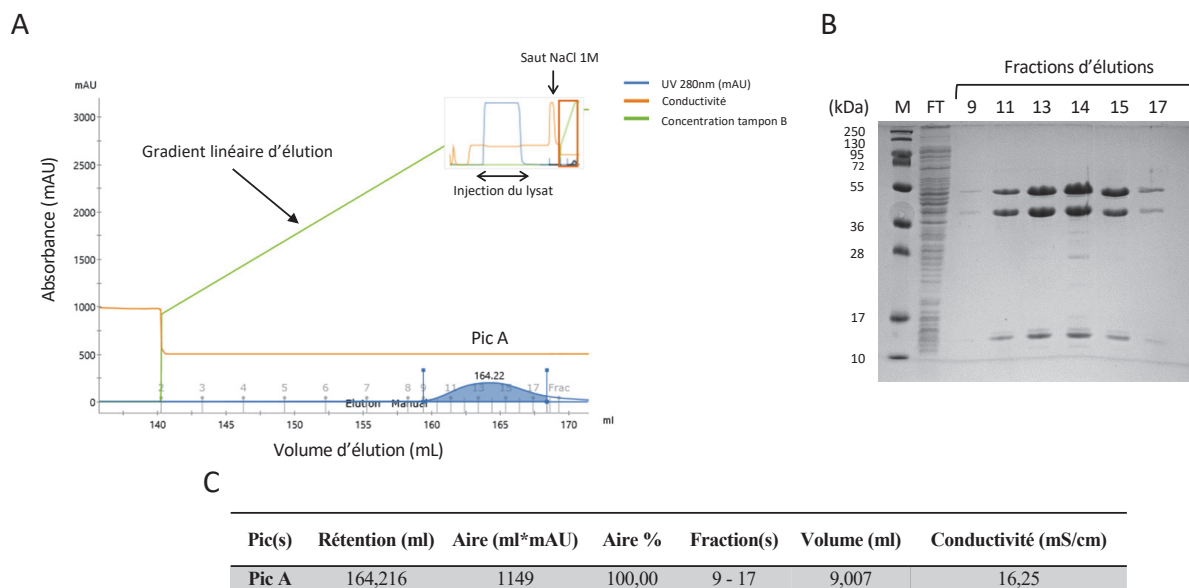 A
Saut NaCl 1M
mAU
UV 280nm (mAU)
Conductivité
Concentration tampon B
3000
2500
2000
1500
1000
500
0
Absorbance (mAU)
Gradient linéaire d'élution
Injection du lysat
Pic A
164.22
2 3 4 5 6 7 8 9 11 13 15 17 Frac
Elution Manual
140 145 150 155 160 165 170 ml
Volume d'élution (mL)
B
Fractions d'élutions
(kDa) M FT 9 11 13 14 15 17
250
130
95
72
55
36
28
17
10
C
Pic(s) Rétention (ml) Aire (ml*mAU) Aire % Fraction(s) Volume (ml) Conductivité (mS/cm)
Pic A 164,216 1149 100,00 9 - 17 9,007 16,25